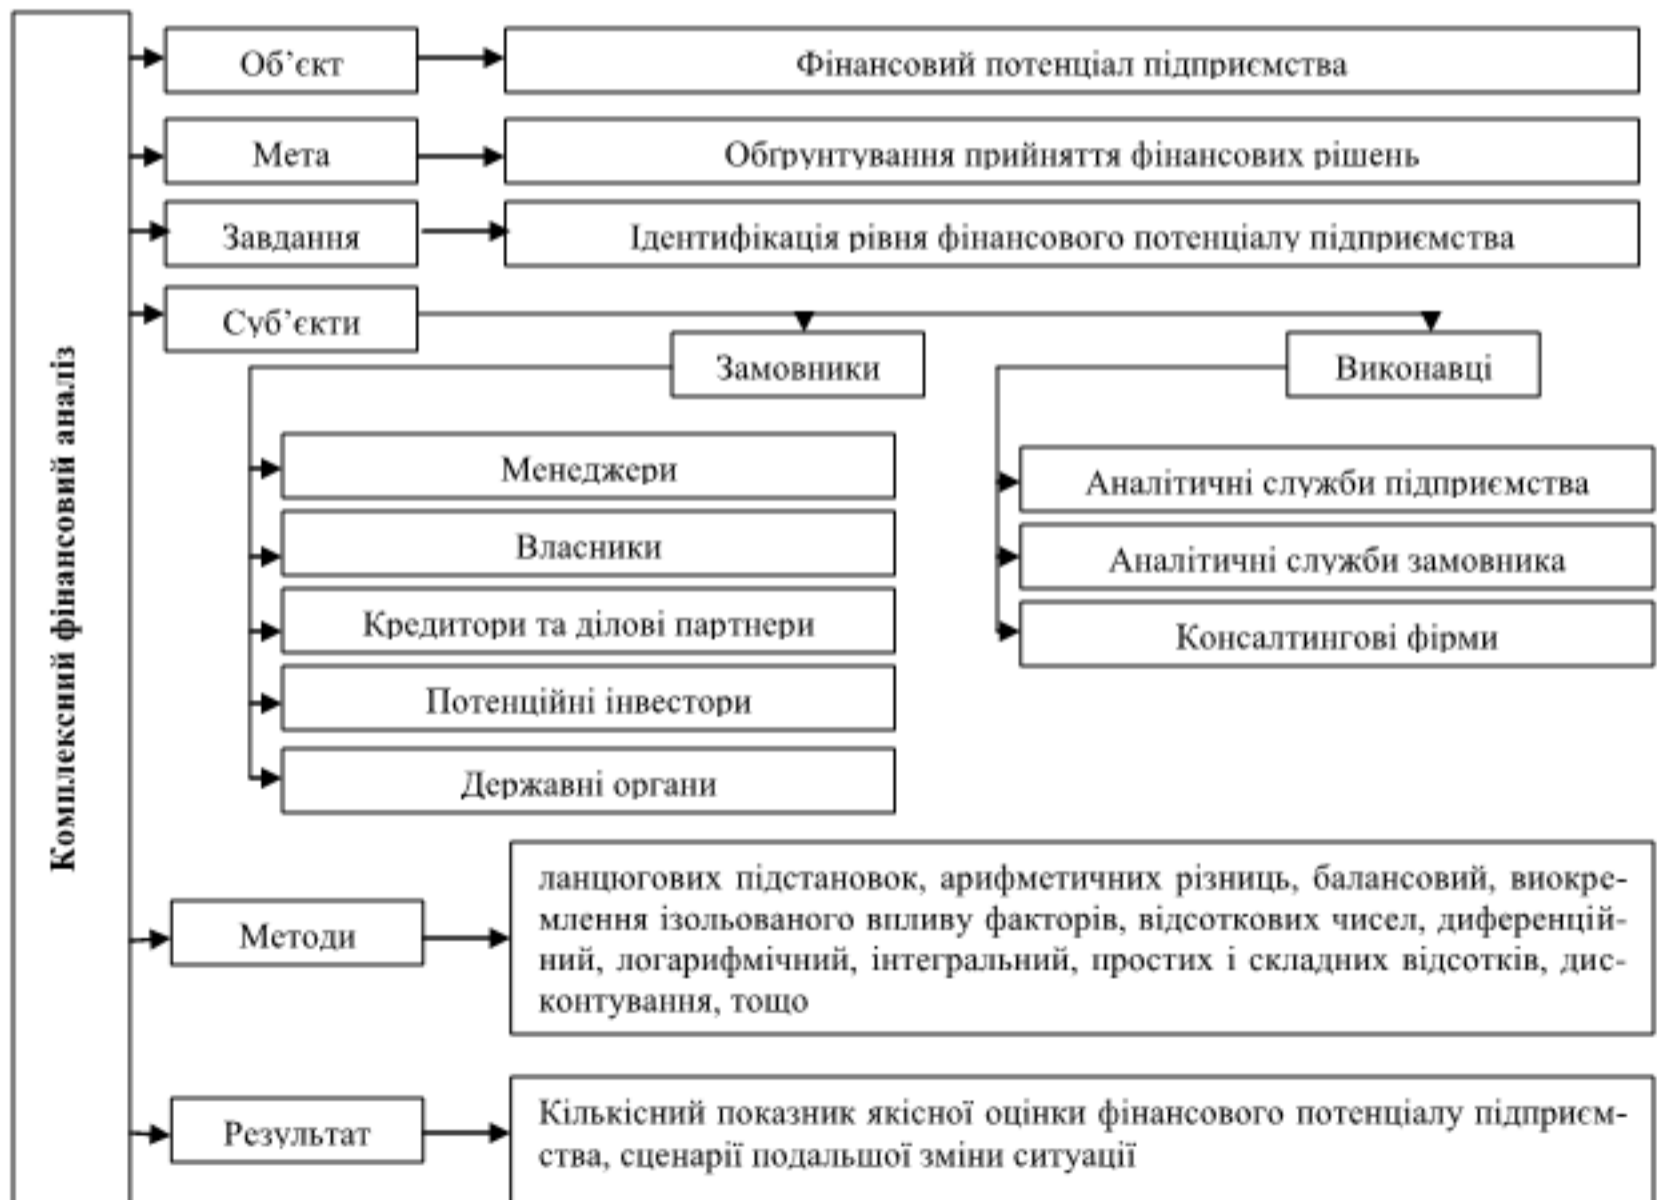 Комплексний фінансовий аналіз
Об’єкт
Фінансовий потенціал підприємства
Мета
Обґрунтування прийняття фінансових рішень
Завдання
Ідентифікація рівня фінансового потенціалу підприємства
Суб’єкти
Замовники
Виконавці
Менеджери
Власники
Кредитори та ділові партнери
Потенційні інвестори
Державні органи
Аналітичні служби підприємства
Аналітичні служби замовника
Консалтингові фірми
Методи
ланцюгових підстановок, арифметичних різниць, балансовий, виокре-
млення ізольованого впливу факторів, відсоткових чисел, диференцій-
ний, логарифмічний, інтегральний, простих і складних відсотків, дис-
контування, тощо
Результат
Кількісний показник якісної оцінки фінансового потенціалу підприєм-
ства, сценарії подальшої зміни ситуації